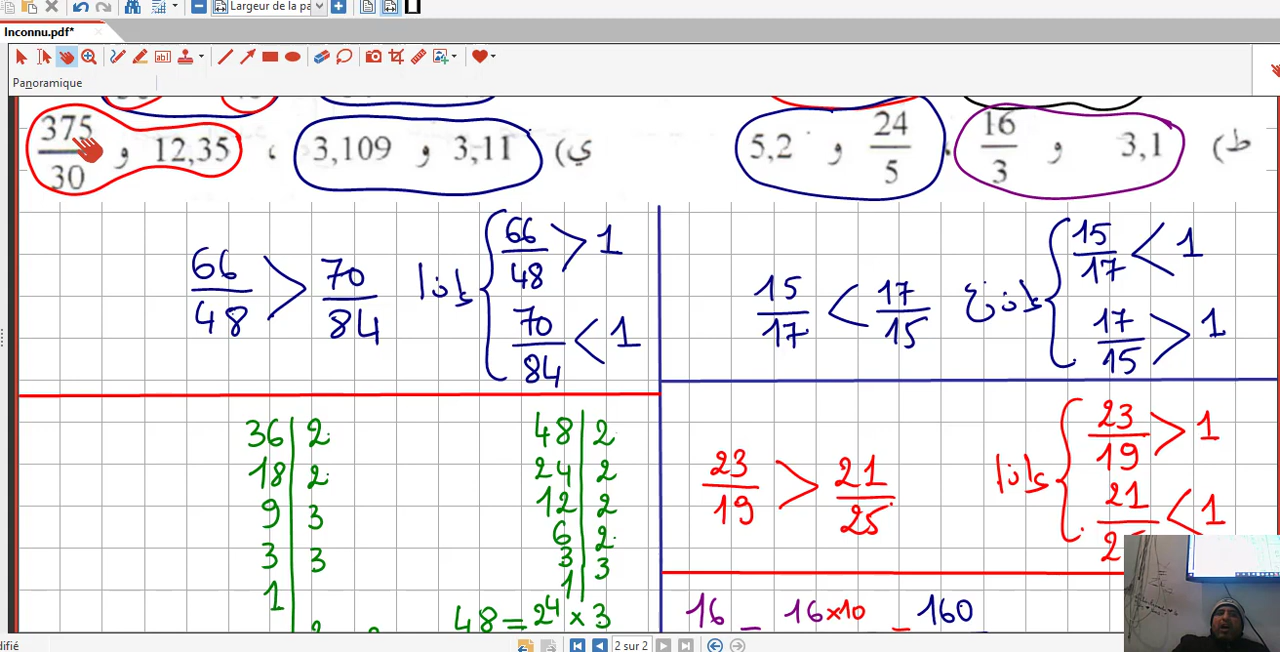 Largeur de la pa
Inconnu.pdf*
Panoramique
ط) 3,1 و 16/3 ، 24/5 و 5,2
ي) 3,11 و 3,109 ، 12,35 و 375/30
66/48 > 70/84
66/48 > 1
70/84 < 1
15/17 < 17/15
15/17 < 1
17/15 > 1
23/19 > 21/25
23/19 > 1
21/2 < 1
36 | 2
18 | 2
9 | 3
3 | 3
1
48 | 2
24 | 2
12 | 2
6 | 2
3 | 3
1
48 = 2⁴ × 3
16 = 16×10 = 160
ifié
2 sur 2